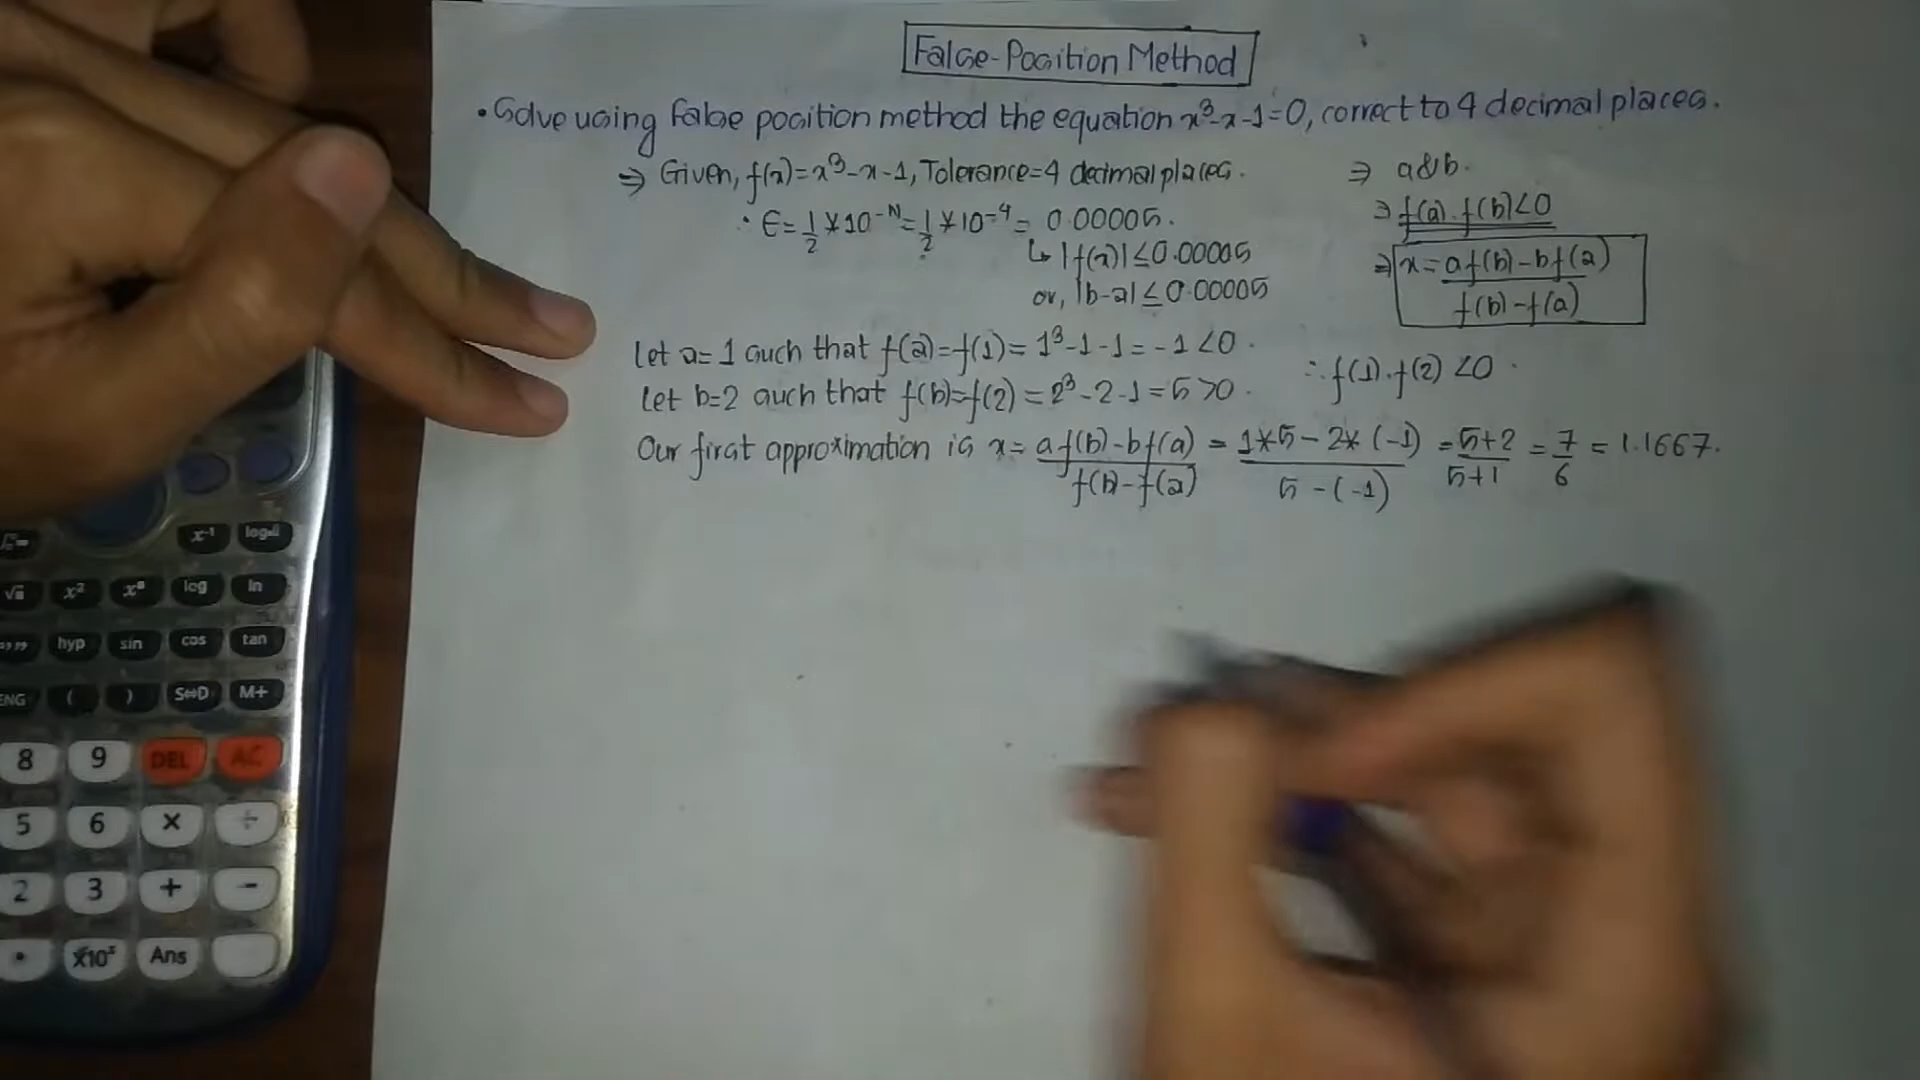 False-Position Method
• Solve using false position method the equation x³-x-1=0, correct to 4 decimal places.
⇒ Given, f(x)=x³-x-1, Tolerance=4 decimal places.
⇒ a&b.
∴ ϵ=1/2*10^-N=1/2*10^-4= 0.00005.
⇒ f(a).f(b)<0
↳ |f(x)|≤0.00005
⇒ x=af(b)-bf(a)/f(b)-f(a)
or, |b-a|≤0.00005
Let a=1 such that f(a)=f(1)=1³-1-1=-1<0.
∴ f(1).f(2)<0.
Let b=2 such that f(b)=f(2)=2³-2-1=5>0.
Our first approximation is x=af(b)-bf(a)/f(b)-f(a)=1*5-2*(-1)/5-(-1)=5+2/5+1=7/6=1.1667.
x⁻¹
√ x² xⁿ log ln
hyp sin cos tan
ENG ( ) S⇔D M+
8 9 DEL AC
5 6 × ÷
2 3 + −
• ×10ˣ Ans